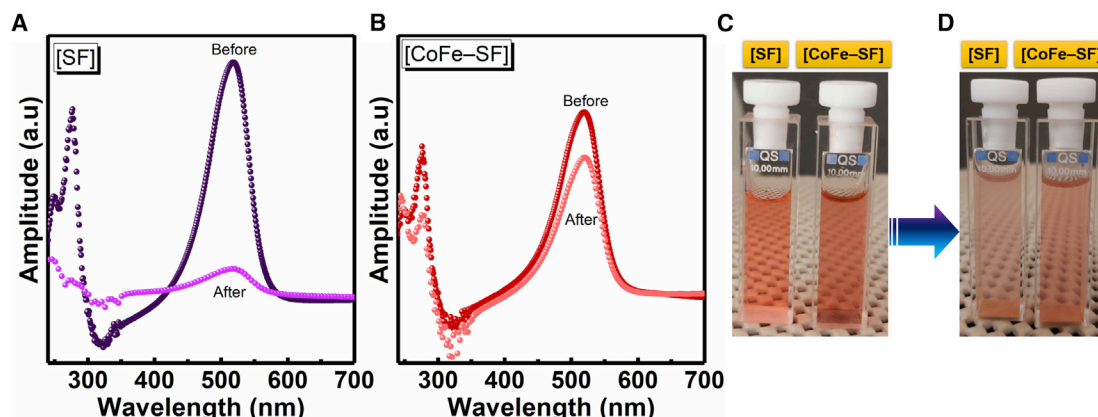 A
[SF]
Before
After
Amplitude (a.u)
300 400 500 600 700
Wavelength (nm)
B
[CoFe–SF]
Before
After
Amplitude (a.u)
300 400 500 600 700
Wavelength (nm)
C
[SF] [CoFe–SF]
QS
10.00mm
QS
10.00mm
D
[SF] [CoFe–SF]
QS
10.00mm
QS
10.00mm